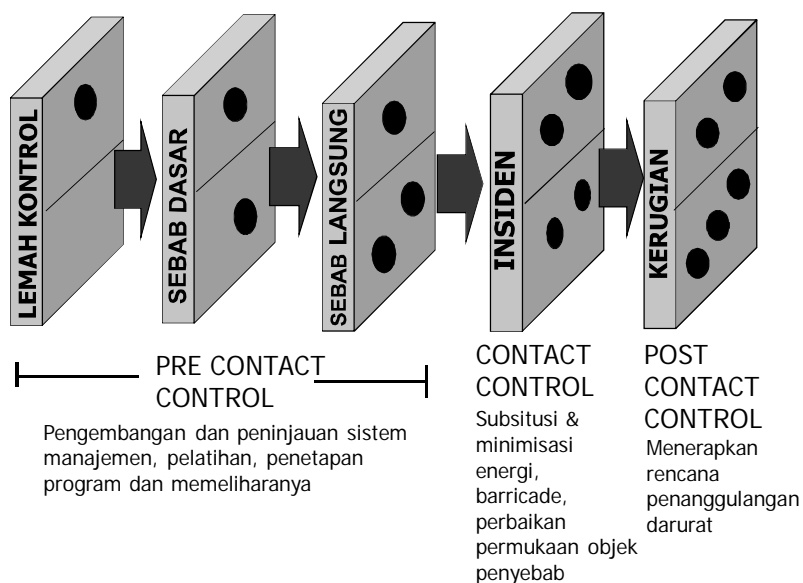 LEMAH KONTROL
SEBAB DASAR
SEBAB LANGSUNG
INSIDEN
KERUGIAN
PRE CONTACT
CONTROL
Pengembangan dan peninjauan sistem
manajemen, pelatihan, penetapan
program dan memeliharanya
CONTACT
CONTROL
Subsitusi &
minimisasi
energi,
barricade,
perbaikan
permukaan objek
penyebab
POST
CONTACT
CONTROL
Menerapkan
rencana
penanggulangan
darurat